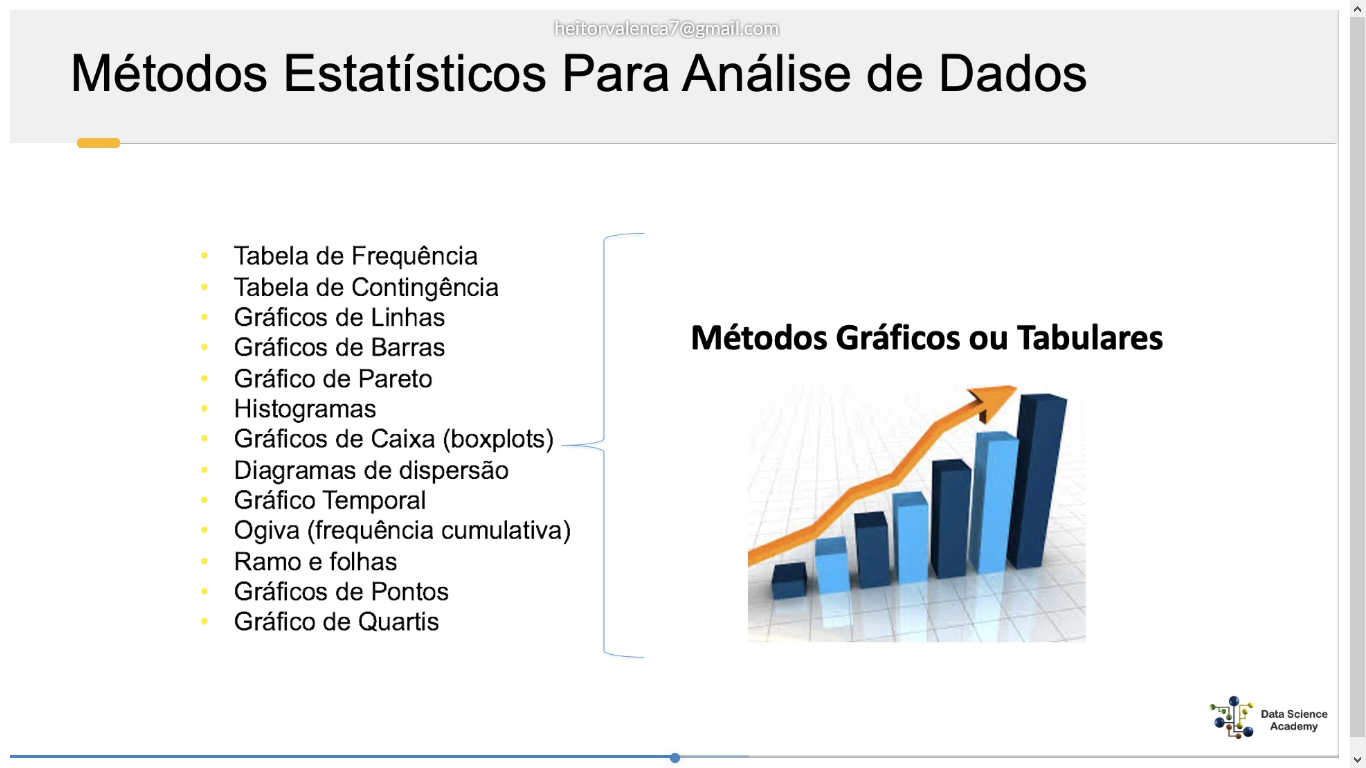 heitorvalenca7@gmail.com
Métodos Estatísticos Para Análise de Dados
Tabela de Frequência
Tabela de Contingência
Gráficos de Linhas
Gráficos de Barras
Gráfico de Pareto
Histogramas
Gráficos de Caixa (boxplots)
Diagramas de dispersão
Gráfico Temporal
Ogiva (frequência cumulativa)
Ramo e folhas
Gráficos de Pontos
Gráfico de Quartis
Métodos Gráficos ou Tabulares
Data Science
Academy